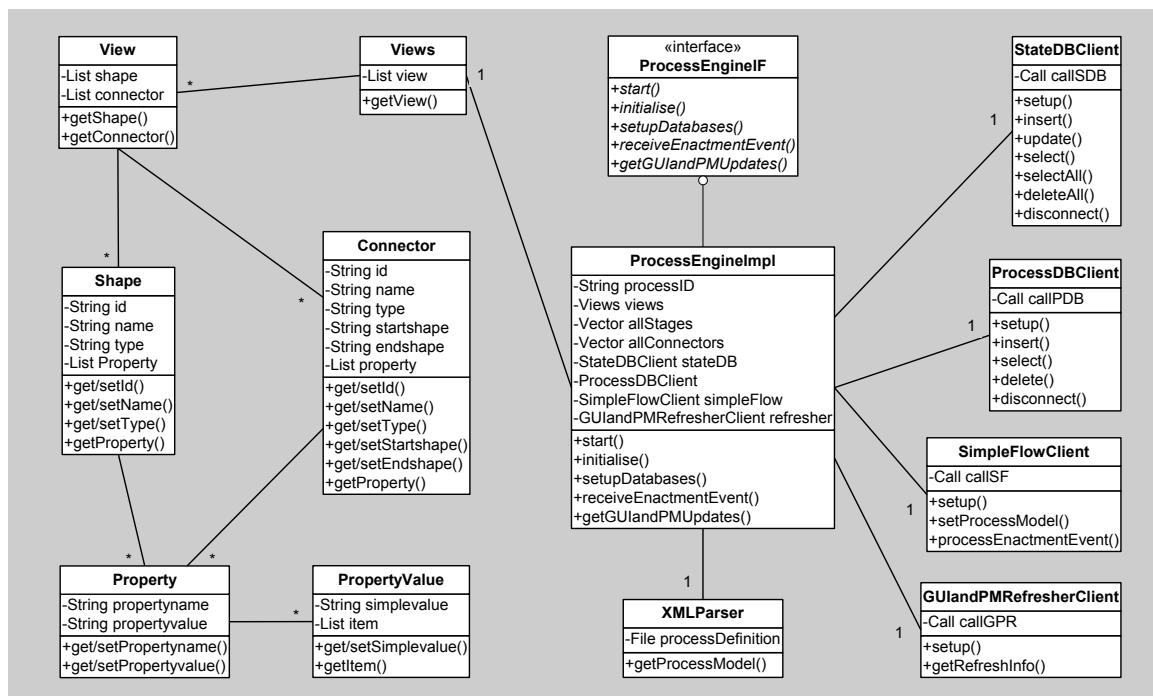 View
-List shape
-List connector
+getShape()
+getConnector()
*
Views
-List view
+getView()
1
«interface»
ProcessEngineIF
+start()
+initialise()
+setupDatabases()
+receiveEnactmentEvent()
+getGUIandPMUpdates()
StateDBClient
-Call callSDB
+setup()
+insert()
+update()
+select()
+selectAll()
+deleteAll()
+disconnect()
1
*
Shape
-String id
-String name
-String type
-List Property
+get/setId()
+get/setName()
+get/setType()
+getProperty()
*
Connector
-String id
-String name
-String type
-String startshape
-String endshape
-List property
+get/setId()
+get/setName()
+get/setType()
+get/setStartshape()
+get/setEndshape()
+getProperty()
ProcessEngineImpl
-String processID
-Views views
-Vector allStages
-Vector allConnectors
-StateDBClient stateDB
-ProcessDBClient
-SimpleFlowClient simpleFlow
-GUIandPMRefresherClient refresher
+start()
+initialise()
+setupDatabases()
+receiveEnactmentEvent()
+getGUIandPMUpdates()
1
ProcessDBClient
-Call callPDB
+setup()
+insert()
+select()
+delete()
+disconnect()
1
SimpleFlowClient
-Call callSF
+setup()
+setProcessModel()
+processEnactmentEvent()
*
*
Property
-String propertyname
-String propertyvalue
+get/setPropertyname()
+get/setPropertyvalue()
*
PropertyValue
-String simplevalue
-List item
+get/setSimplevalue()
+getItem()
1
XMLParser
-File processDefinition
+getProcessModel()
1
GUIandPMRefresherClient
-Call callGPR
+setup()
+getRefreshInfo()